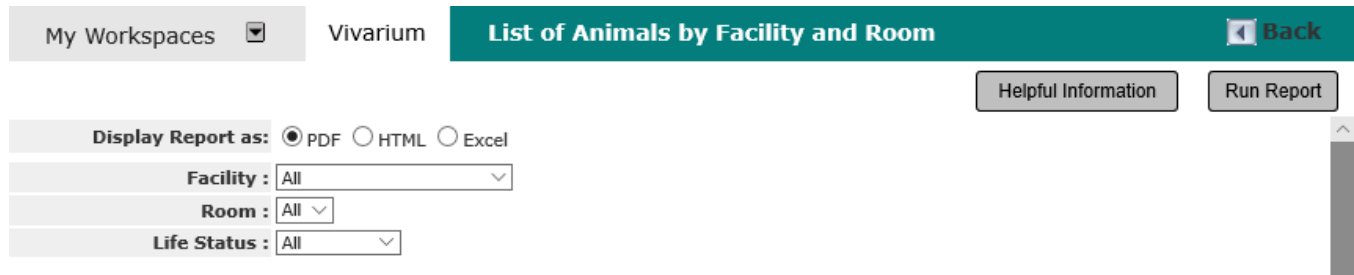 My Workspaces Vivarium List of Animals by Facility and Room Back
Helpful Information Run Report
Display Report as: PDF HTML Excel
Facility : All
Room : All
Life Status : All